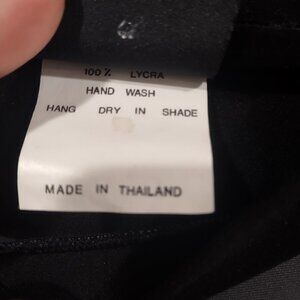 100% LYCRA
HAND WASH
HANG DRY IN SHADE
MADE IN THAILAND